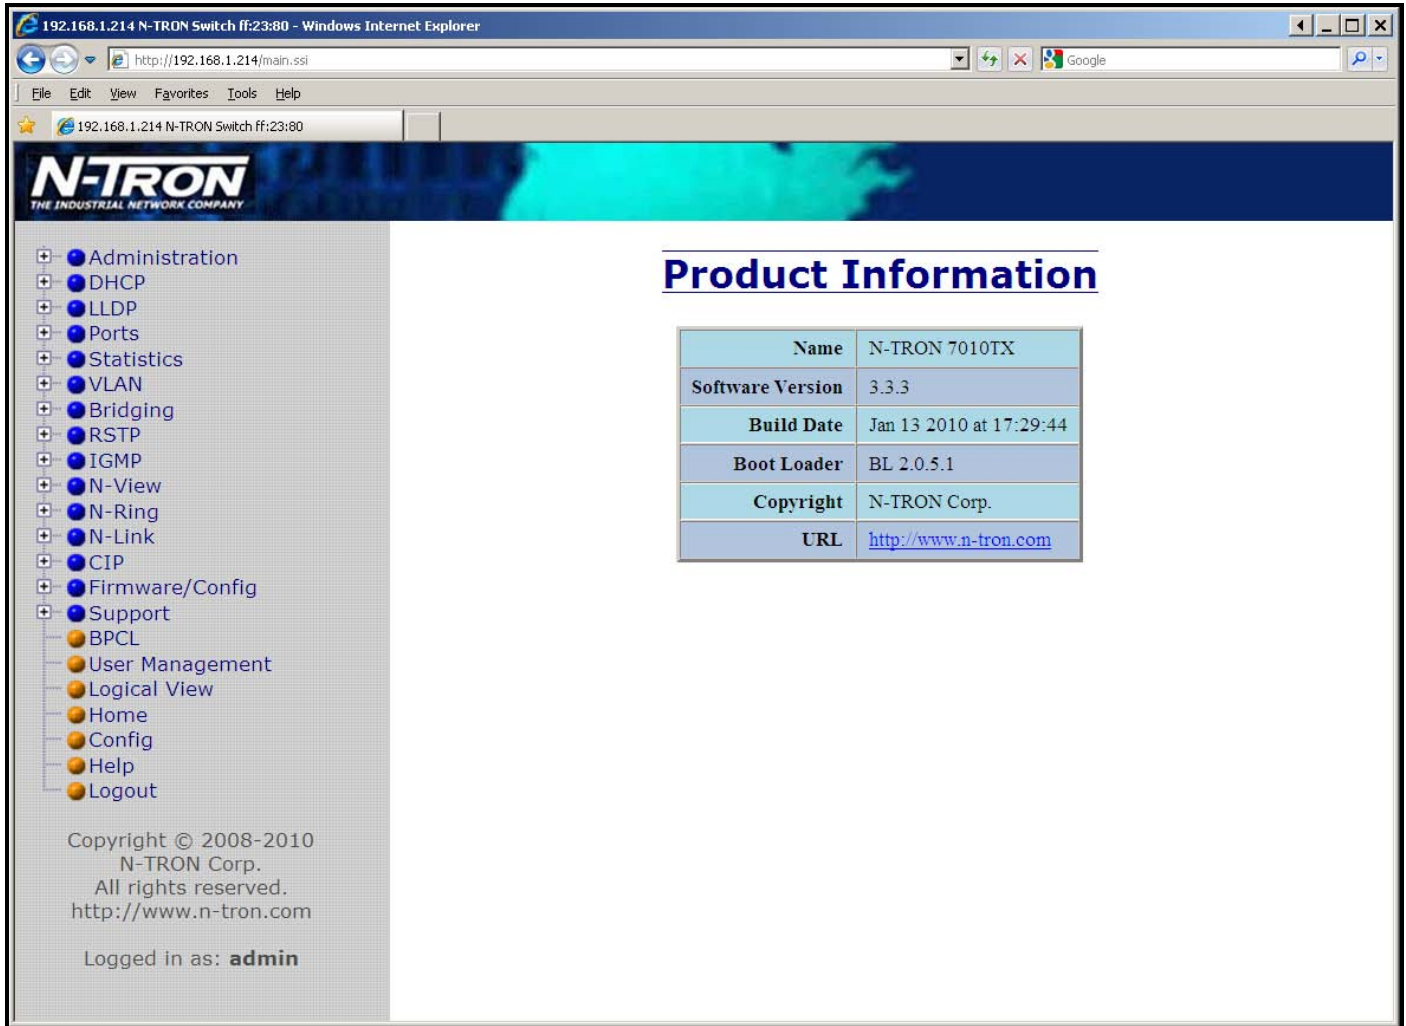 192.168.1.214 N-TRON Switch ff:23:80 - Windows Internet Explorer
http://192.168.1.214/main.ssi
Google
File Edit View Favorites Tools Help
192.168.1.214 N-TRON Switch ff:23:80
N-TRON
THE INDUSTRIAL NETWORK COMPANY
Administration
DHCP
LLDP
Ports
Statistics
VLAN
Bridging
RSTP
IGMP
N-View
N-Ring
N-Link
CIP
Firmware/Config
Support
BPCL
User Management
Logical View
Home
Config
Help
Logout
Copyright © 2008-2010
N-TRON Corp.
All rights reserved.
http://www.n-tron.com
Logged in as: admin
Product Information
Name N-TRON 7010TX
Software Version 3.3.3
Build Date Jan 13 2010 at 17:29:44
Boot Loader BL 2.0.5.1
Copyright N-TRON Corp.
URL http://www.n-tron.com